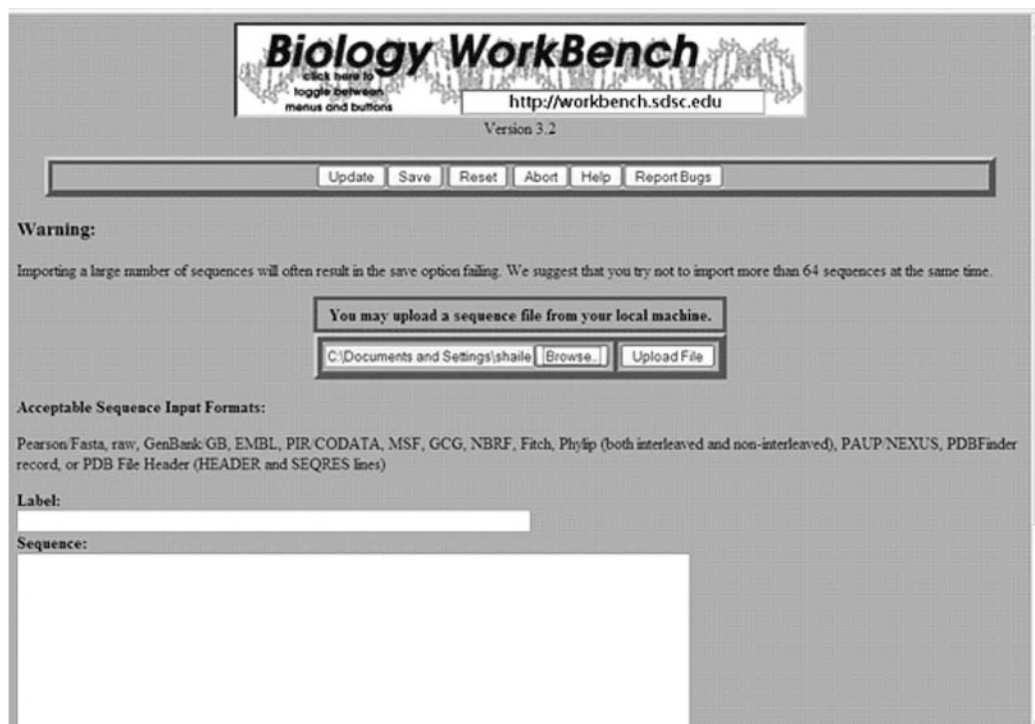 Biology WorkBench
click here to
toggle between
menus and buttons
http://workbench.sdsc.edu
Version 3.2
Update Save Reset Abort Help Report Bugs
Warning:
Importing a large number of sequences will often result in the save option failing. We suggest that you try not to import more than 64 sequences at the same time.
You may upload a sequence file from your local machine.
C:\Documents and Settings\shaile Browse.. Upload File
Acceptable Sequence Input Formats:
Pearson/Fasta, raw, GenBank/GB, EMBL, PIR/CODATA, MSF, GCG, NBRF, Fitch, Phylip (both interleaved and non-interleaved), PAUP/NEXUS, PDBFinder
record, or PDB File Header (HEADER and SEQRES lines)
Label:
Sequence: